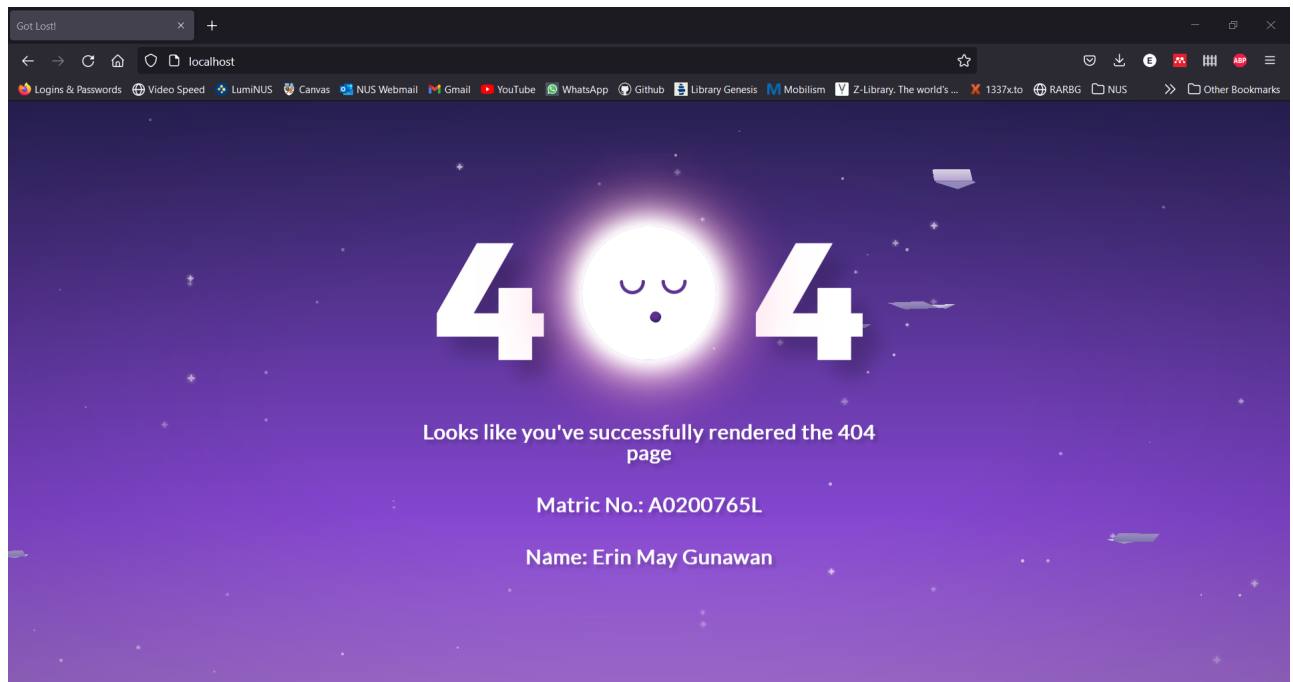 Got Lost!
localhost
E
ABP
Logins & Passwords Video Speed LumiNUS Canvas NUS Webmail Gmail YouTube WhatsApp Github Library Genesis Mobilism Z-Library. The world's ... 1337x.to RARBG NUS Other Bookmarks
4 4
Looks like you've successfully rendered the 404
page
Matric No.: A0200765L
Name: Erin May Gunawan